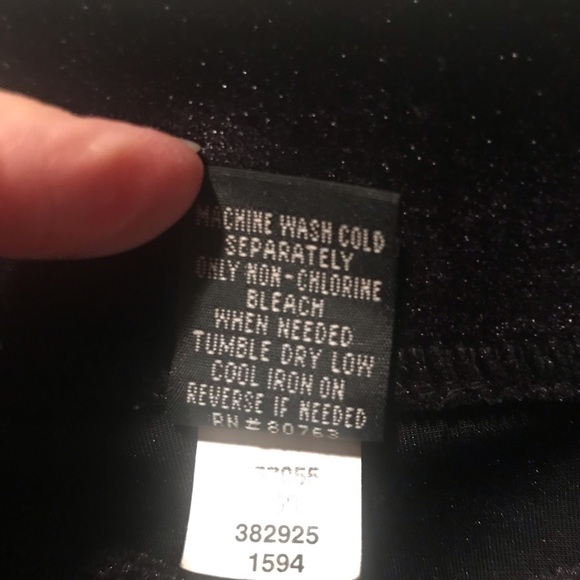 MACHINE WASH COLD
SEPARATELY
ONLY NON-CHLORINE
BLEACH
WHEN NEEDED
TUMBLE DRY LOW
COOL IRON ON
REVERSE IF NEEDED
RN#80763
382925
1594